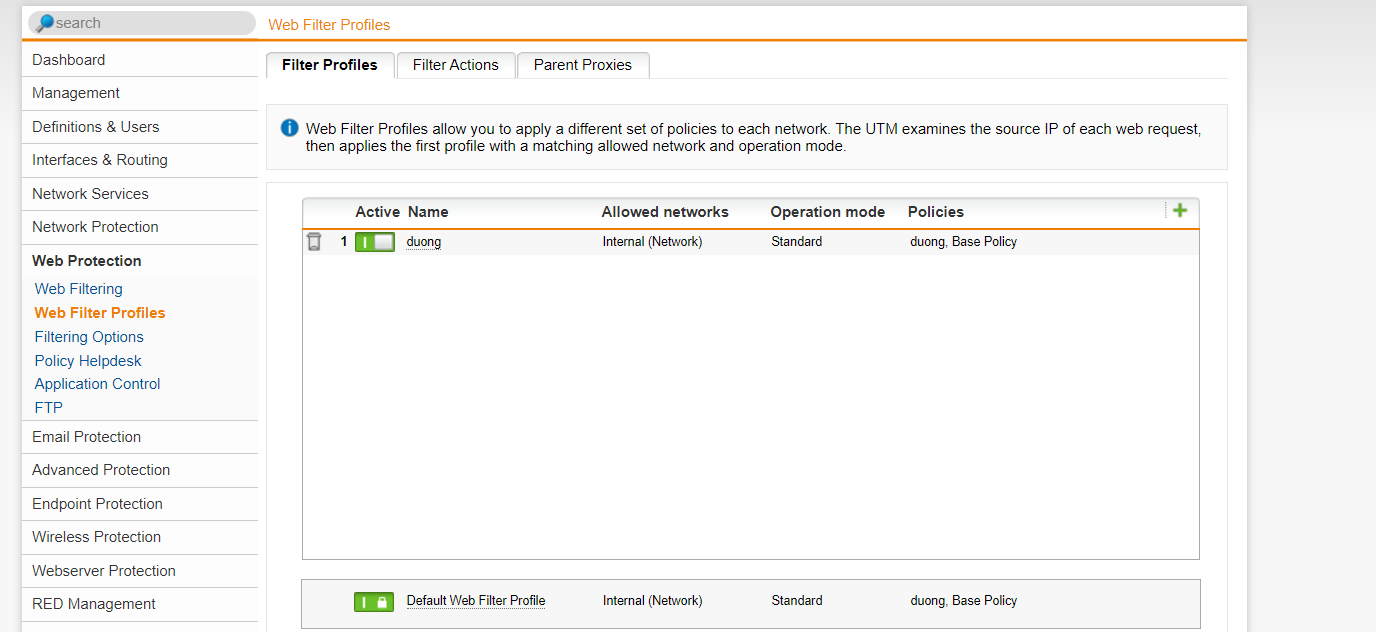 search
Web Filter Profiles
Dashboard
Management
Definitions & Users
Interfaces & Routing
Network Services
Network Protection
Web Protection
Web Filtering
Web Filter Profiles
Filtering Options
Policy Helpdesk
Application Control
FTP
Email Protection
Advanced Protection
Endpoint Protection
Wireless Protection
Webserver Protection
RED Management
Filter Profiles Filter Actions Parent Proxies
Web Filter Profiles allow you to apply a different set of policies to each network. The UTM examines the source IP of each web request,
then applies the first profile with a matching allowed network and operation mode.
Active Name Allowed networks Operation mode Policies
1 duong Internal (Network) Standard duong, Base Policy
Default Web Filter Profile Internal (Network) Standard duong, Base Policy